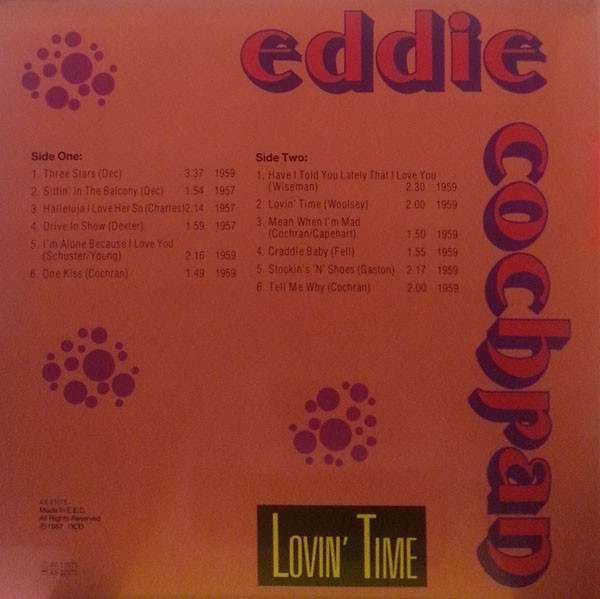 eddie
cochran
Side One:
1. Three Stars (Dec) 3.37 1959
2. Sittin' In The Balcony (Dec) 1.54 1957
3. Halleluja I Love Her So (Charles) 2.14 1957
4. Drive In Show (Dexter) 1.59 1957
5. I'm Alone Because I Love Yod
(Schuster/Young) 2.16 1959
6. One Kiss (Cochran) 1.49 1959
Side Two:
1. Have I Told You Lately That I Love You
(Wiseman) 2.30 1959
2. Lovin' Time (Woolsey) 2.00 1959
3. Mean When I'm Mad
(Cochran/Capehart) 1.50 1959
4. Craddle Baby (Fell) 1.55 1959
5. Stockin's 'N' Shoes (Gaston) 2.17 1959
6. Tell Me Why (Cochran) 2.00 1959
Made In E.E.C.
All Rights Reserved
℗ 1987
LOVIN' TIME